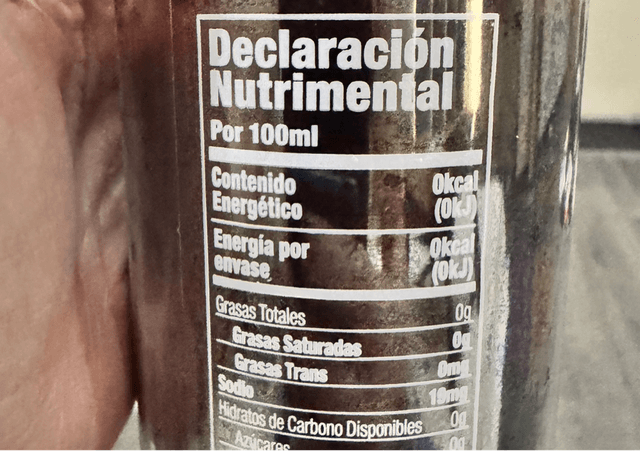 Declaración
Nutrimental
Por 100ml
Contenido
Energético
0kcal
(0kJ)
Energía por
envase
0kcal
(0kJ)
Grasas Totales 0g
Grasas Saturadas 0g
Grasas Trans 0mg
Sodio 19mg
Hidratos de Carbono Disponibles 0g
Azúcares 0g